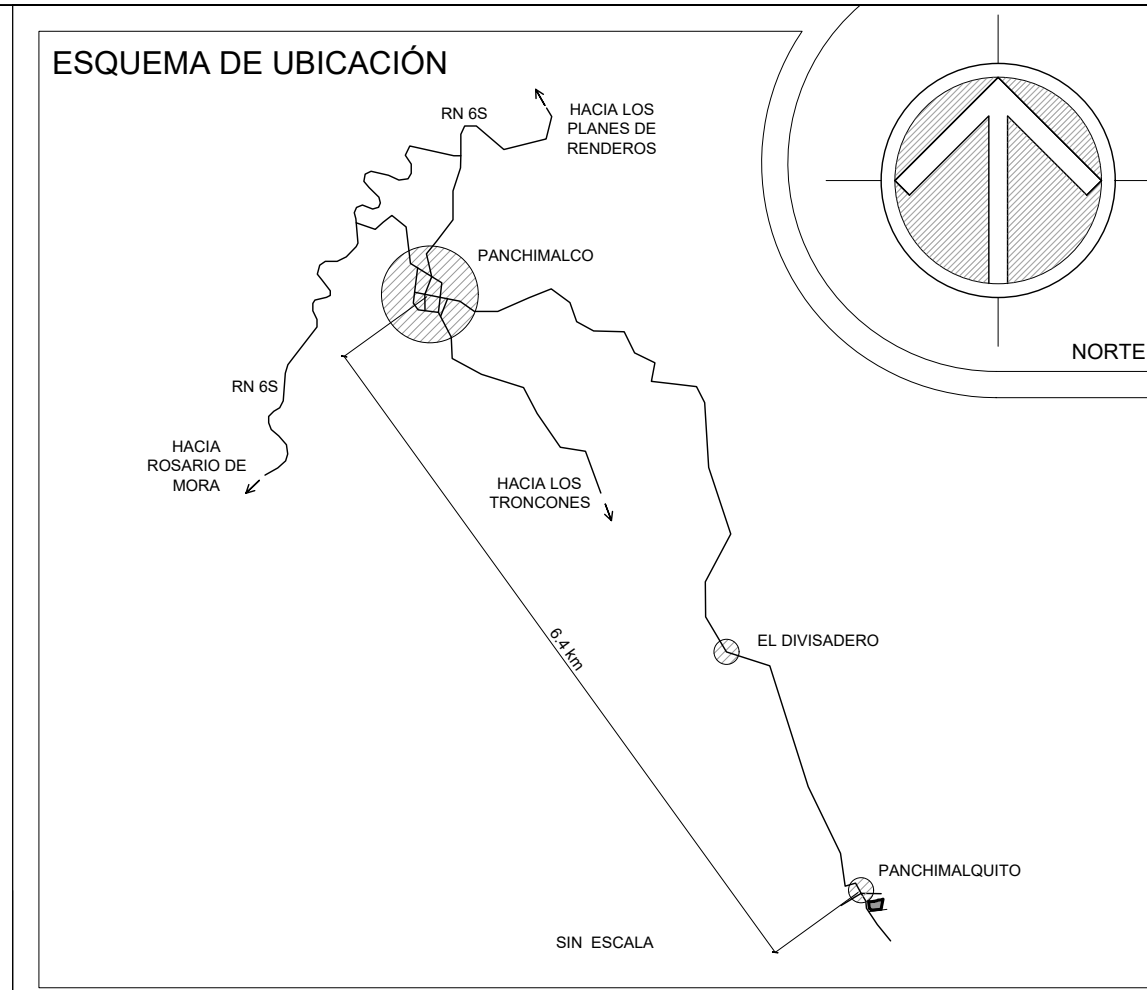 ESQUEMA DE UBICACIÓN
RN 6S
HACIA LOS
PLANES DE
RENDEROS
PANCHIMALCO
NORTE
RN 6S
HACIA
ROSARIO DE
MORA
HACIA LOS
TRONCONES
6.4 km
EL DIVISADERO
PANCHIMALQUITO
SIN ESCALA